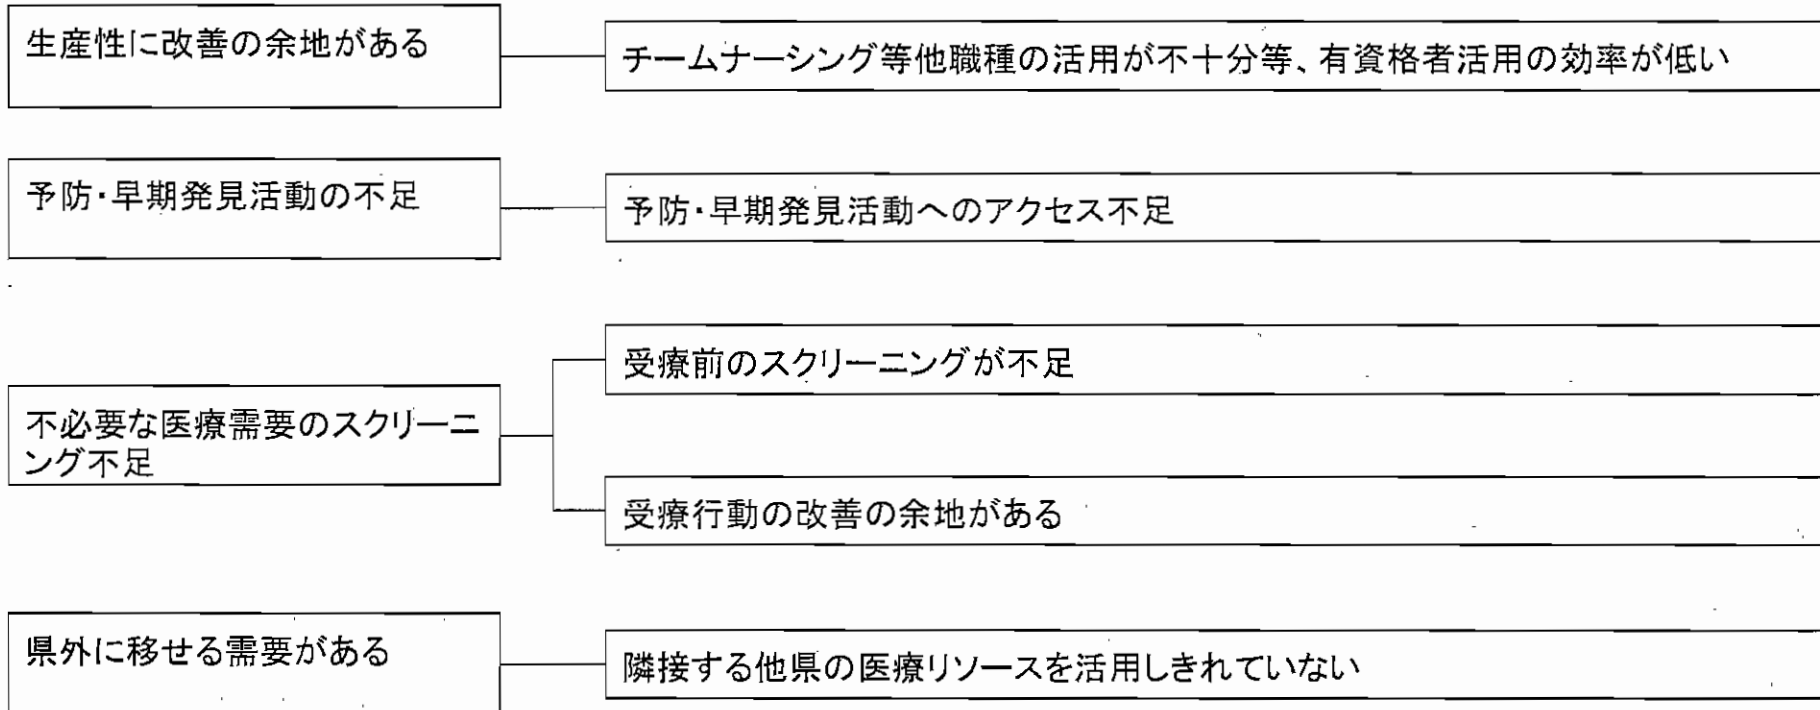 生産性に改善の余地がある
チームナーシング等他職種の活用が不十分等、有資格者活用の効率が低い
予防・早期発見活動の不足
予防・早期発見活動へのアクセス不足
不必要な医療需要のスクリーニ
ング不足
受療前のスクリーニングが不足
受療行動の改善の余地がある
県外に移せる需要がある
隣接する他県の医療リソースを活用しきれていない